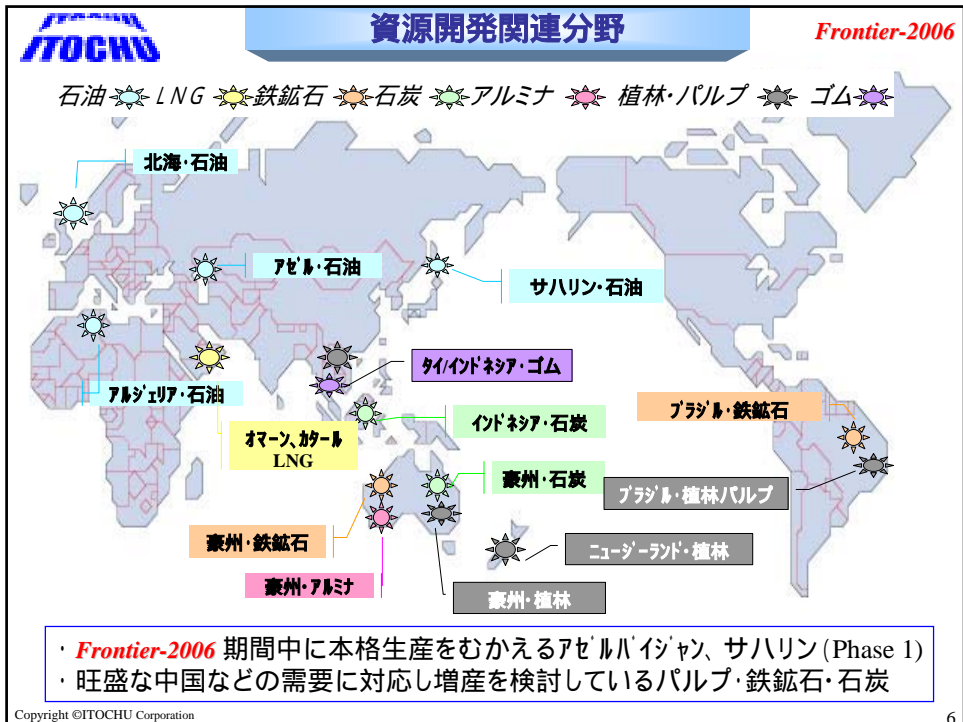 ITOCHU
資源開発関連分野
Frontier-2006
石油 LNG 鉄鉱石 石炭 アルミナ 植林・パルプ ゴム
北海・石油
アゼル・石油
サハリン・石油
タイ/インドネシア・ゴム
アルジェリア・石油
ブラジル・鉄鉱石
インドネシア・石炭
オマーン、カタール
LNG
豪州・石炭
ブラジル・植林パルプ
豪州・鉄鉱石
ニュージーランド・植林
豪州・アルミナ
豪州・植林
・Frontier-2006 期間中に本格生産をむかえるアゼルバイジャン、サハリン(Phase 1)
・旺盛な中国などの需要に対応し増産を検討しているパルプ・鉄鉱石・石炭
Copyright ©ITOCHU Corporation
6